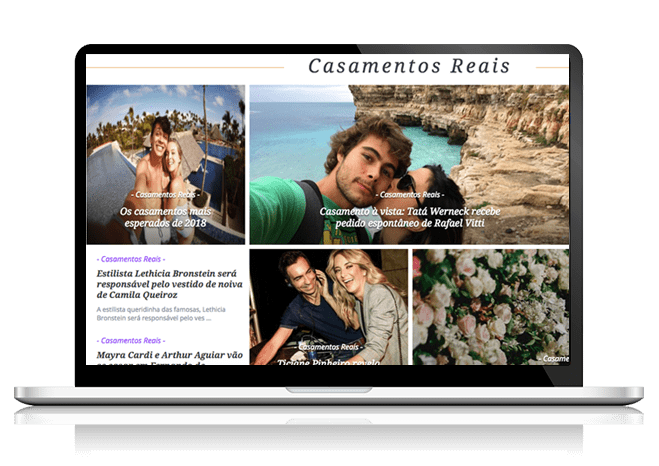 Casamentos Reais
- Casamentos Reais -
Os casamentos mais
esperados de 2018
- Casamentos Reais -
Casamento à vista: Tatá Werneck recebe
pedido espontâneo de Rafael Vitti
- Casamentos Reais -
Estilista Lethicia Bronstein será
responsável pelo vestido de noiva
de Camila Queiroz
A estilista queridinha das famosas, Lethicia
Bronstein será responsável pelo ves ...
- Casamentos Reais -
Mayra Cardi e Arthur Aguiar vão
- Casamentos Reais -
Ticiane Pinheiro revela
- Casame